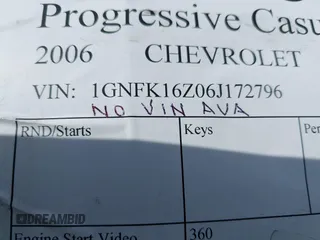 Progressive Casu
2006 CHEVROLET
VIN: 1GNFK16Z06J172796
NO VIN AVA
RND/Starts Keys Per
DREAMBID
Engine Start Video 360